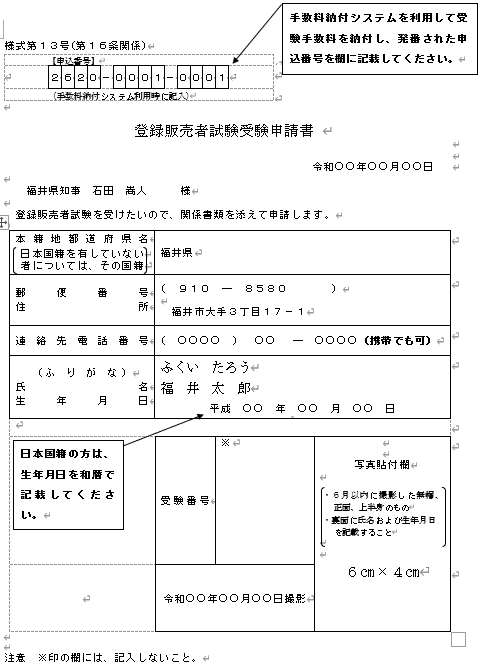 手数料納付システムを利用して受
験手数料を納付し、発番された申
込番号を欄に記載してください。
様式第１３号(第１６条関係)
【申込番号】
２６２０－０００１－０００１
(手数料納付システム利用時に記入)
登録販売者試験受験申請書
令和〇〇年〇〇月〇〇日
福井県知事　石田　嵩人　　様
登録販売者試験を受けたいので、関係書類を添えて申請します。
本籍地都道府県名
日本国籍を有していない
者については、その国籍
福井県
郵便番号
（　９１０　―　８５８０　　　）
住所
福井市大手３丁目１７－１
連絡先電話番号
（　〇〇〇〇　）　〇〇　―　〇〇〇〇（携帯でも可）
（ふりがな）
ふくい　たろう
氏名
福　井　太　郎
生年月日
平成　〇〇　年　〇〇　月　〇〇　日
日本国籍の方は、
生年月日を和暦で
記載してくださ
い。
受験番号
※
令和〇〇年〇〇月〇〇日撮影
写真貼付欄
・６月以内に撮影した無帽、
正面、上半身のもの
・裏面に氏名および生年月日
を記載すること
６㎝×４㎝
注意　※印の欄には、記入しないこと。